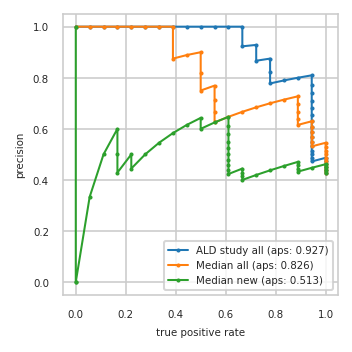 1.0
0.8
0.6
0.4
0.2
0.0
precision
0.0 0.2 0.4 0.6 0.8 1.0
true positive rate
ALD study all (aps: 0.927)
Median all (aps: 0.826)
Median new (aps: 0.513)